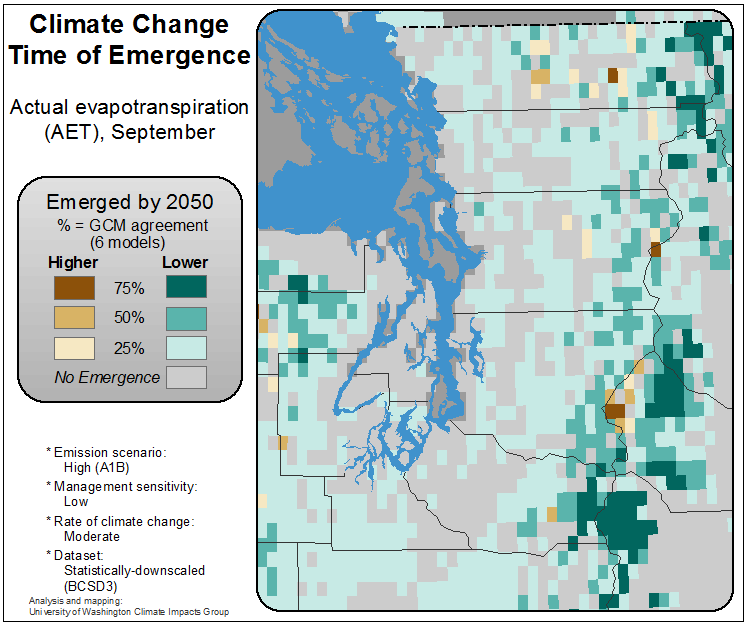 Climate Change
Time of Emergence
Actual evapotranspiration
(AET), September
Emerged by 2050
% = GCM agreement
(6 models)
Higher Lower
75%
50%
25%
No Emergence
* Emission scenario:
High (A1B)
* Management sensitivity:
Low
* Rate of climate change:
Moderate
* Dataset:
Statistically-downscaled
(BCSD3)
Analysis and mapping:
University of Washington Climate Impacts Group